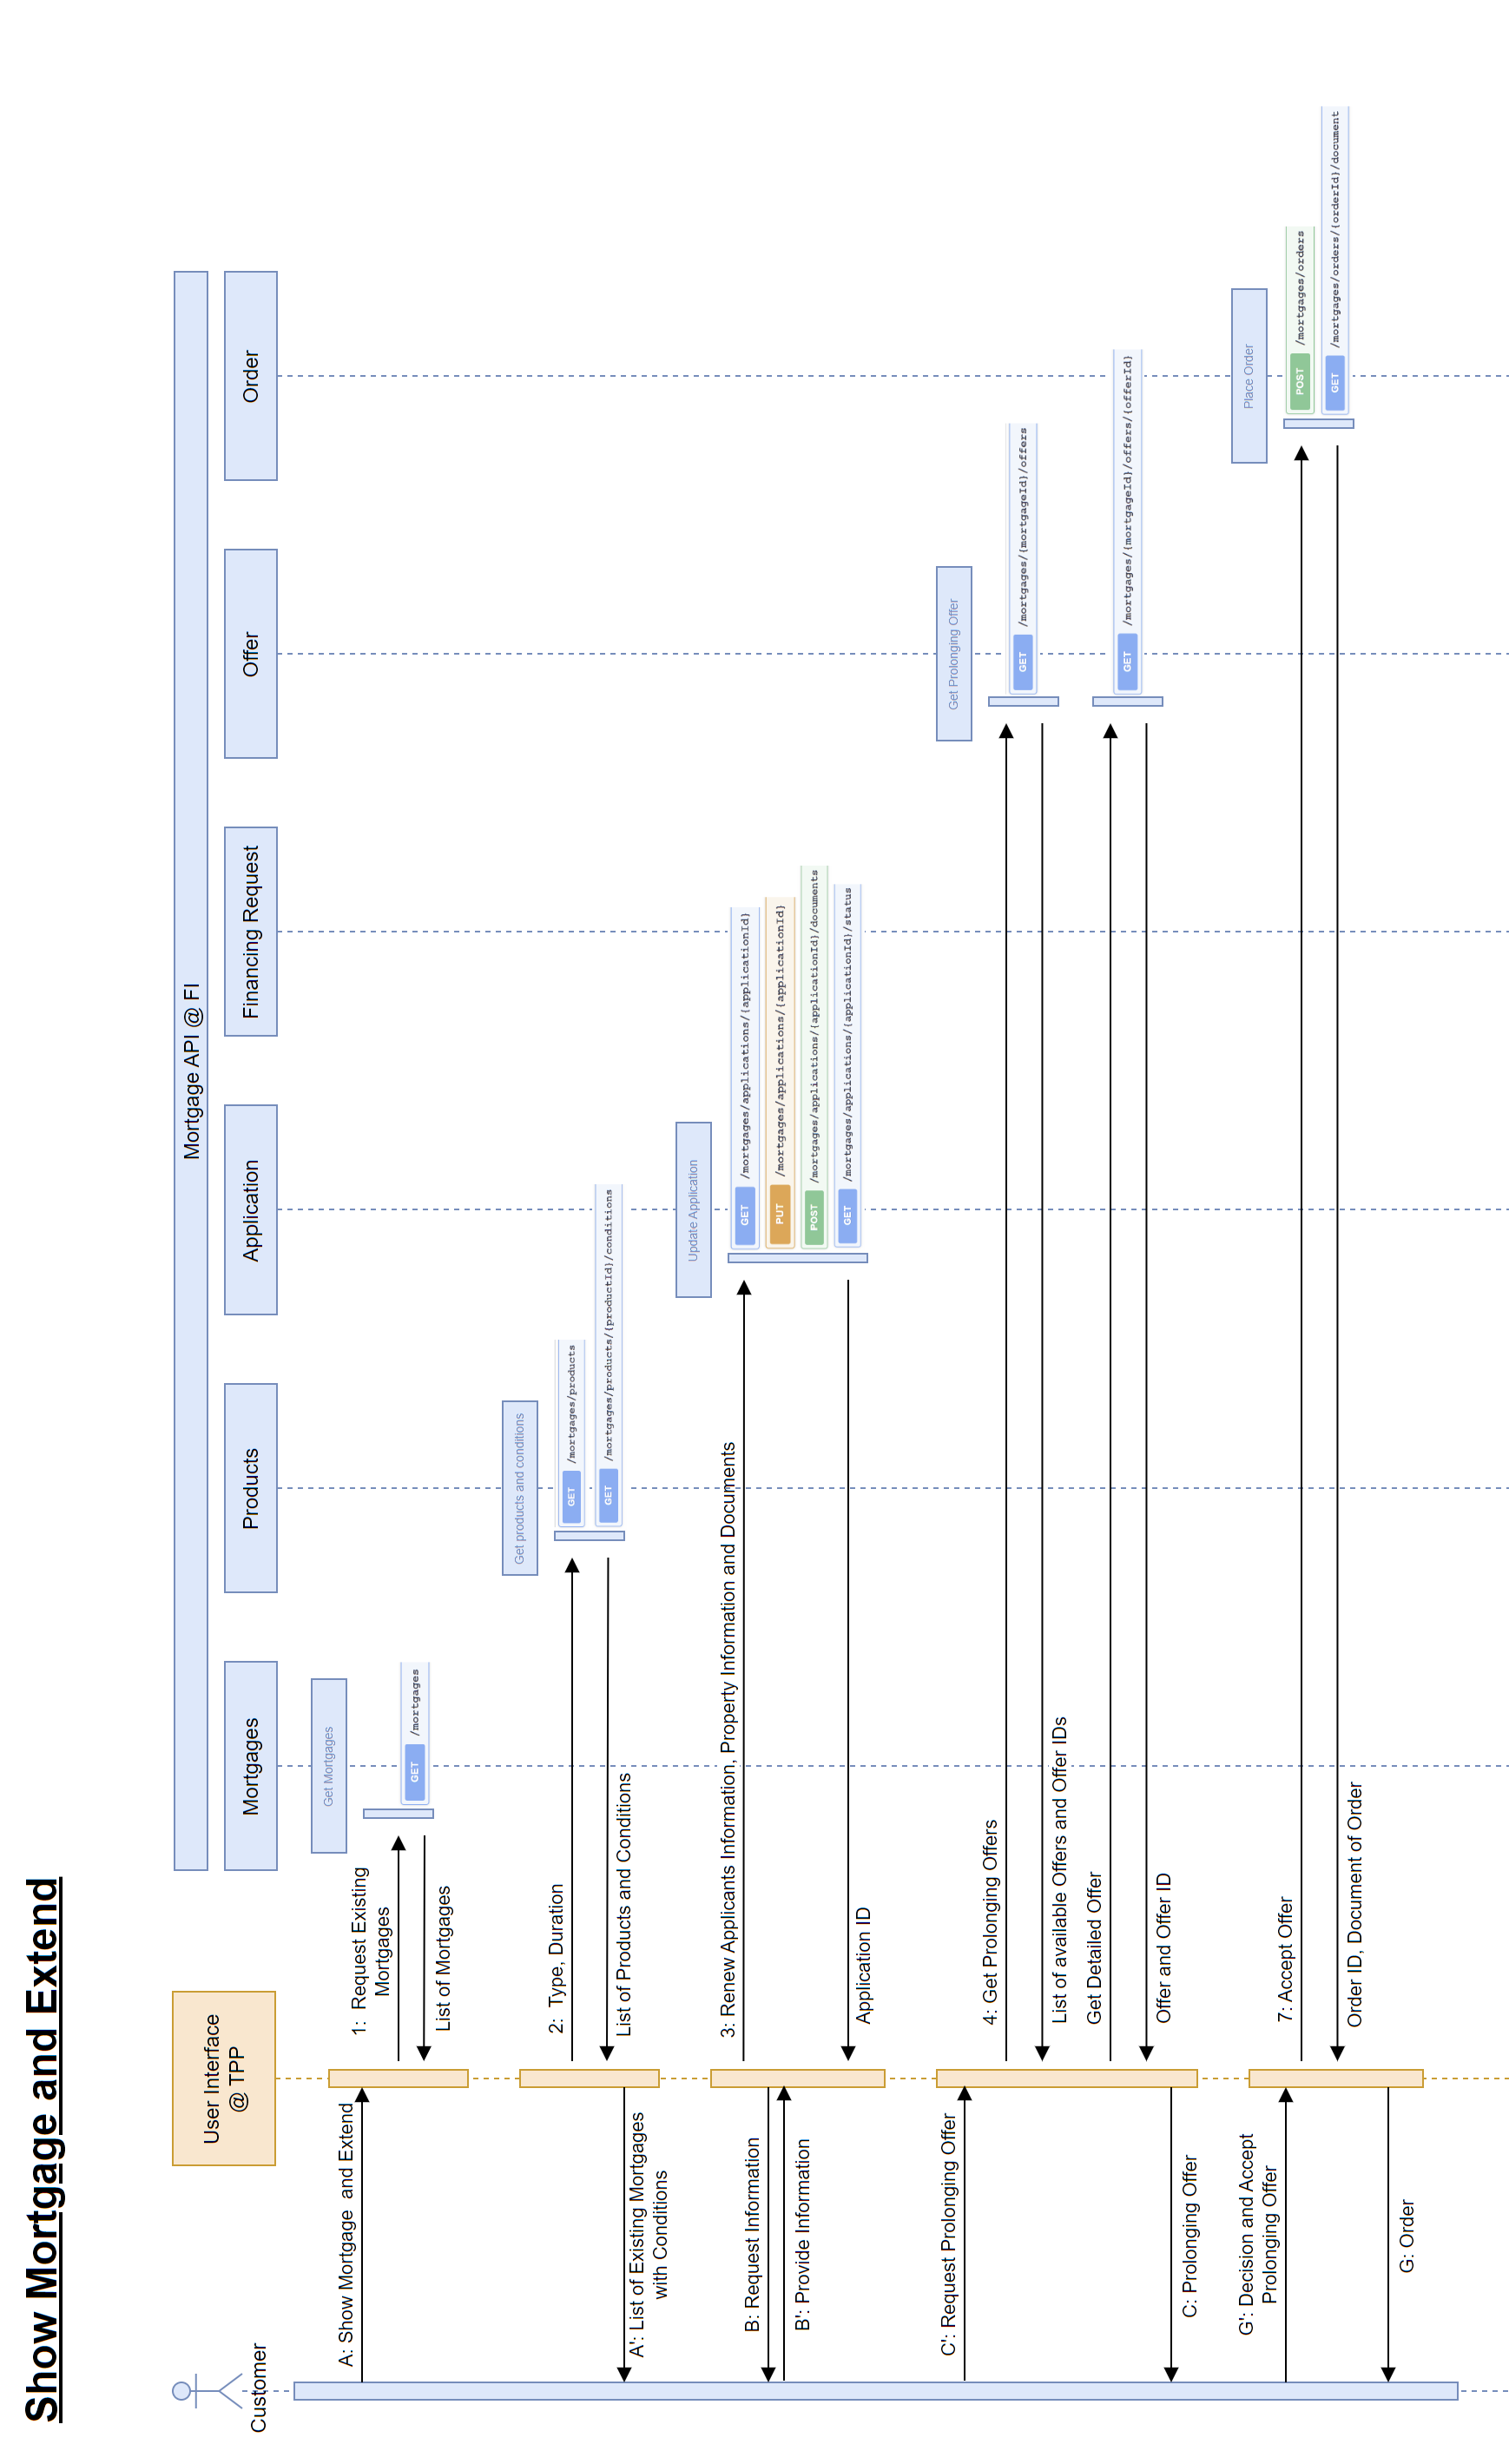 Show Mortgage and Extend
Customer
User Interface
@ TPP
Mortgage API @ FI
Mortgages
Products
Application
Financing Request
Offer
Order
A: Show Mortgage and Extend
1: Request Existing
Mortgages
Get Mortgages
GET /mortgages
List of Mortgages
2: Type, Duration
Get products and conditions
GET /mortgages/products
GET /mortgages/products/{productId}/conditions
List of Products and Conditions
A': List of Existing Mortgages
with Conditions
B: Request Information
B': Provide Information
3: Renew Applicants Information, Property Information and Documents
Update Application
GET /mortgages/applications/{applicationId}
PUT /mortgages/applications/{applicationId}
POST /mortgages/applications/{applicationId}/documents
GET /mortgages/applications/{applicationId}/status
Application ID
C': Request Prolonging Offer
4: Get Prolonging Offers
Get Prolonging Offer
GET /mortgages/{mortgageId}/offers
List of available Offers and Offer IDs
Get Detailed Offer
GET /mortgages/{mortgageId}/offers/{offerId}
Offer and Offer ID
C: Prolonging Offer
G': Decision and Accept
Prolonging Offer
7: Accept Offer
Place Order
POST /mortgages/orders
GET /mortgages/orders/{orderId}/document
Order ID, Document of Order
G: Order